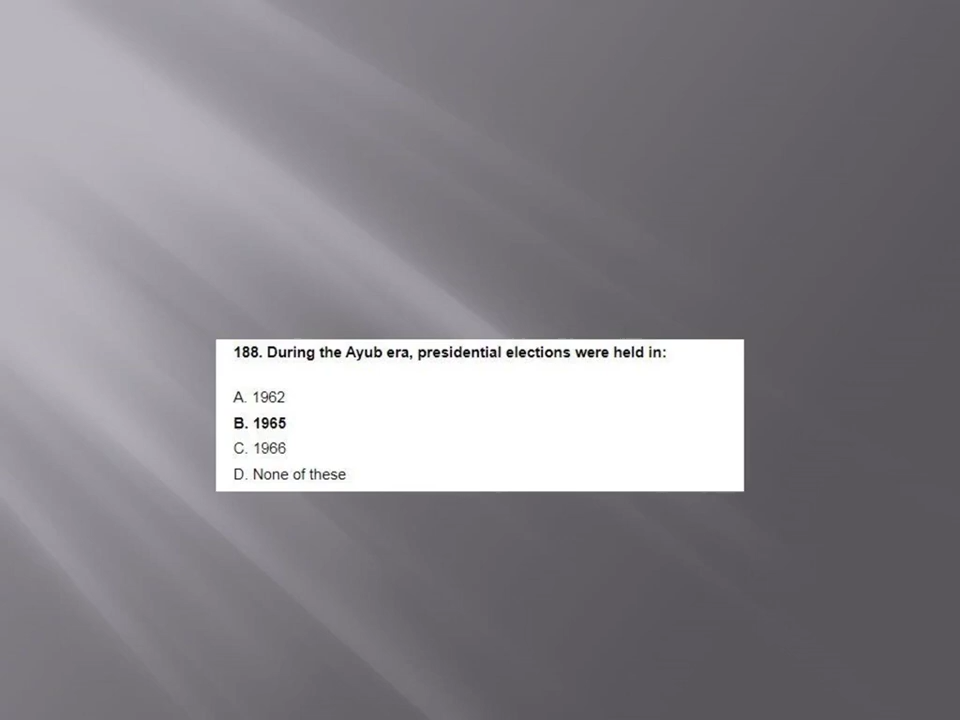 188. During the Ayub era, presidential elections were held in:
A. 1962
B. 1965
C. 1966
D. None of these